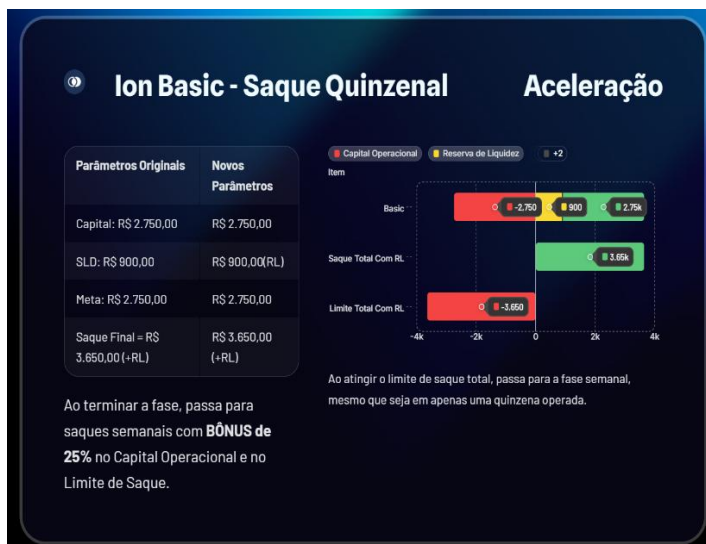 Ion Basic - Saque Quinzenal
Aceleração
Parâmetros Originais
Novos
Parâmetros
Capital: R$ 2.750,00
R$ 2.750,00
SLD: R$ 900,00
R$ 900,00(RL)
Meta: R$ 2.750,00
R$ 2.750,00
Saque Final = R$
3.650,00 (+RL)
R$ 3.650,00
(+RL)
Ao terminar a fase, passa para
saques semanais com BÔNUS de
25% no Capital Operacional e no
Limite de Saque.
Capital Operacional
Reserva de Liquidez
+2
Item
Basic
-2,750
900
2.75k
Saque Total Com RL
3.65k
Limite Total Com RL
-3.650
-4k
-2k
0
2k
4k
Ao atingir o limite de saque total, passa para a fase semanal,
mesmo que seja em apenas uma quinzena operada.